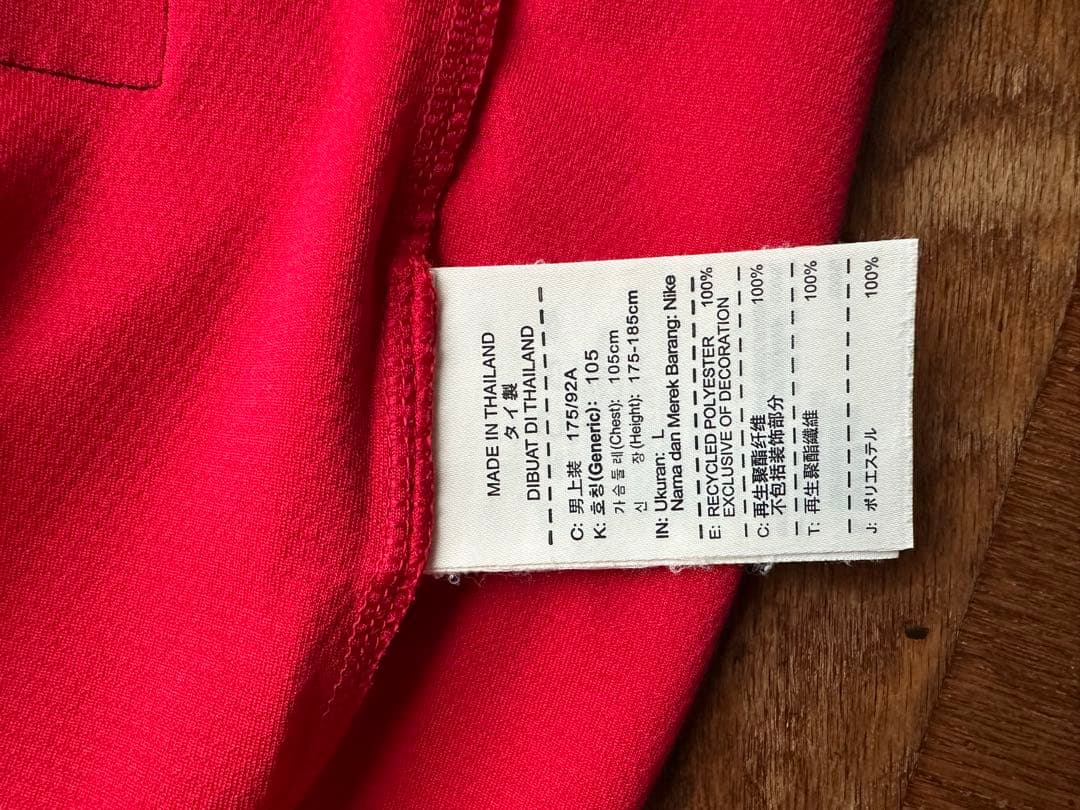 MADE IN THAILAND
タイ製
DIBUAT DI THAILAND
C: 男上装 175/92A
K: 호칭(Generic): 105
가슴둘레(Chest): 105cm
신 장(Height): 175-185cm
IN: Ukuran: L
Nama dan Merek Barang: Nike
E: RECYCLED POLYESTER 100%
EXCLUSIVE OF DECORATION
C: 再生聚酯纤维 100%
不包括装饰部分
T: 再生聚酯纖維 100%
J: ポリエステル 100%